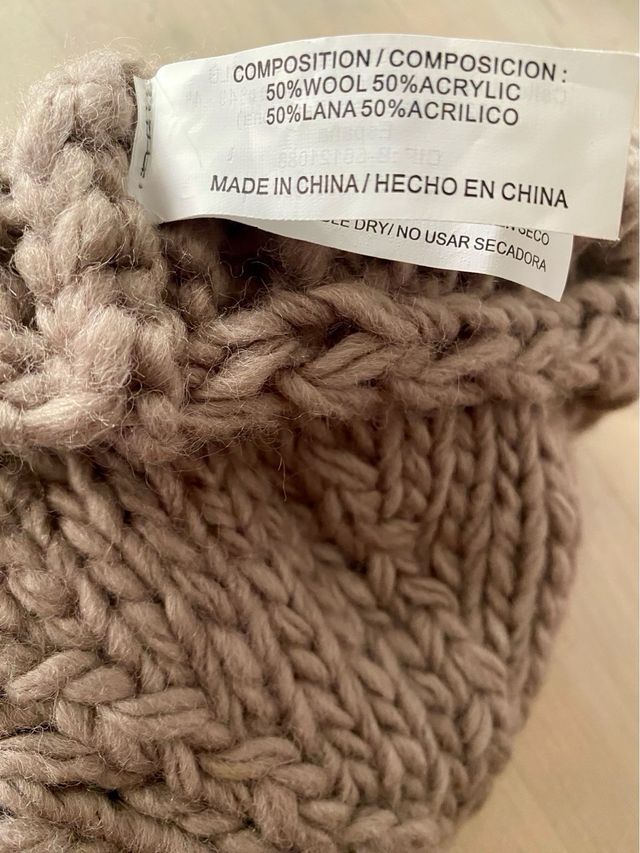 COMPOSITION / COMPOSICION :
50%WOOL 50%ACRYLIC
50%LANA 50%ACRILICO
MADE IN CHINA / HECHO EN CHINA
SECO
DRY/ NO USAR SECADORA